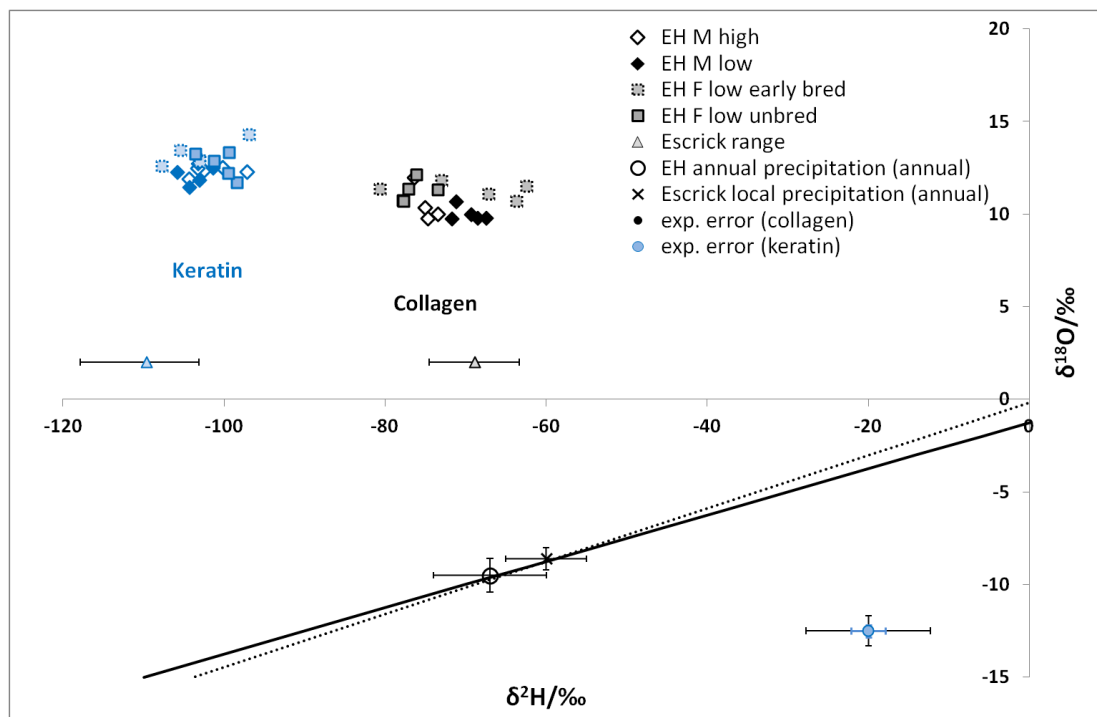 EH M high
EH M low
EH F low early bred
EH F low unbred
Escrick range
EH annual precipitation (annual)
Escrick local precipitation (annual)
exp. error (collagen)
exp. error (keratin)
Keratin
Collagen
20
15
10
5
0
-5
-10
-15
δ¹⁸O/‰
-120
-100
-80
-60
-40
-20
0
δ²H/‰